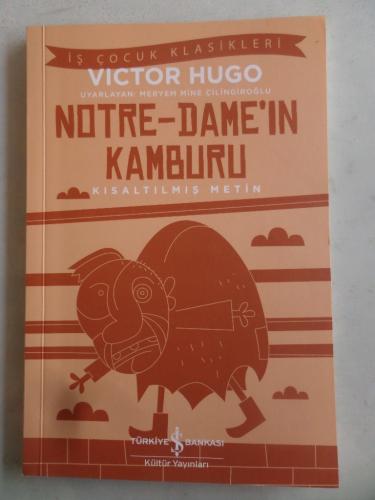 İŞ ÇOCUK KLASİKLERİ
VICTOR HUGO
UYARLAYAN: MERYEM MİNE ÇİLİNGİROĞLU
NOTRE-DAME'IN
KAMBURU
KISALTILMIŞ METİN
TÜRKİYE İŞ BANKASI
Kültür Yayınları